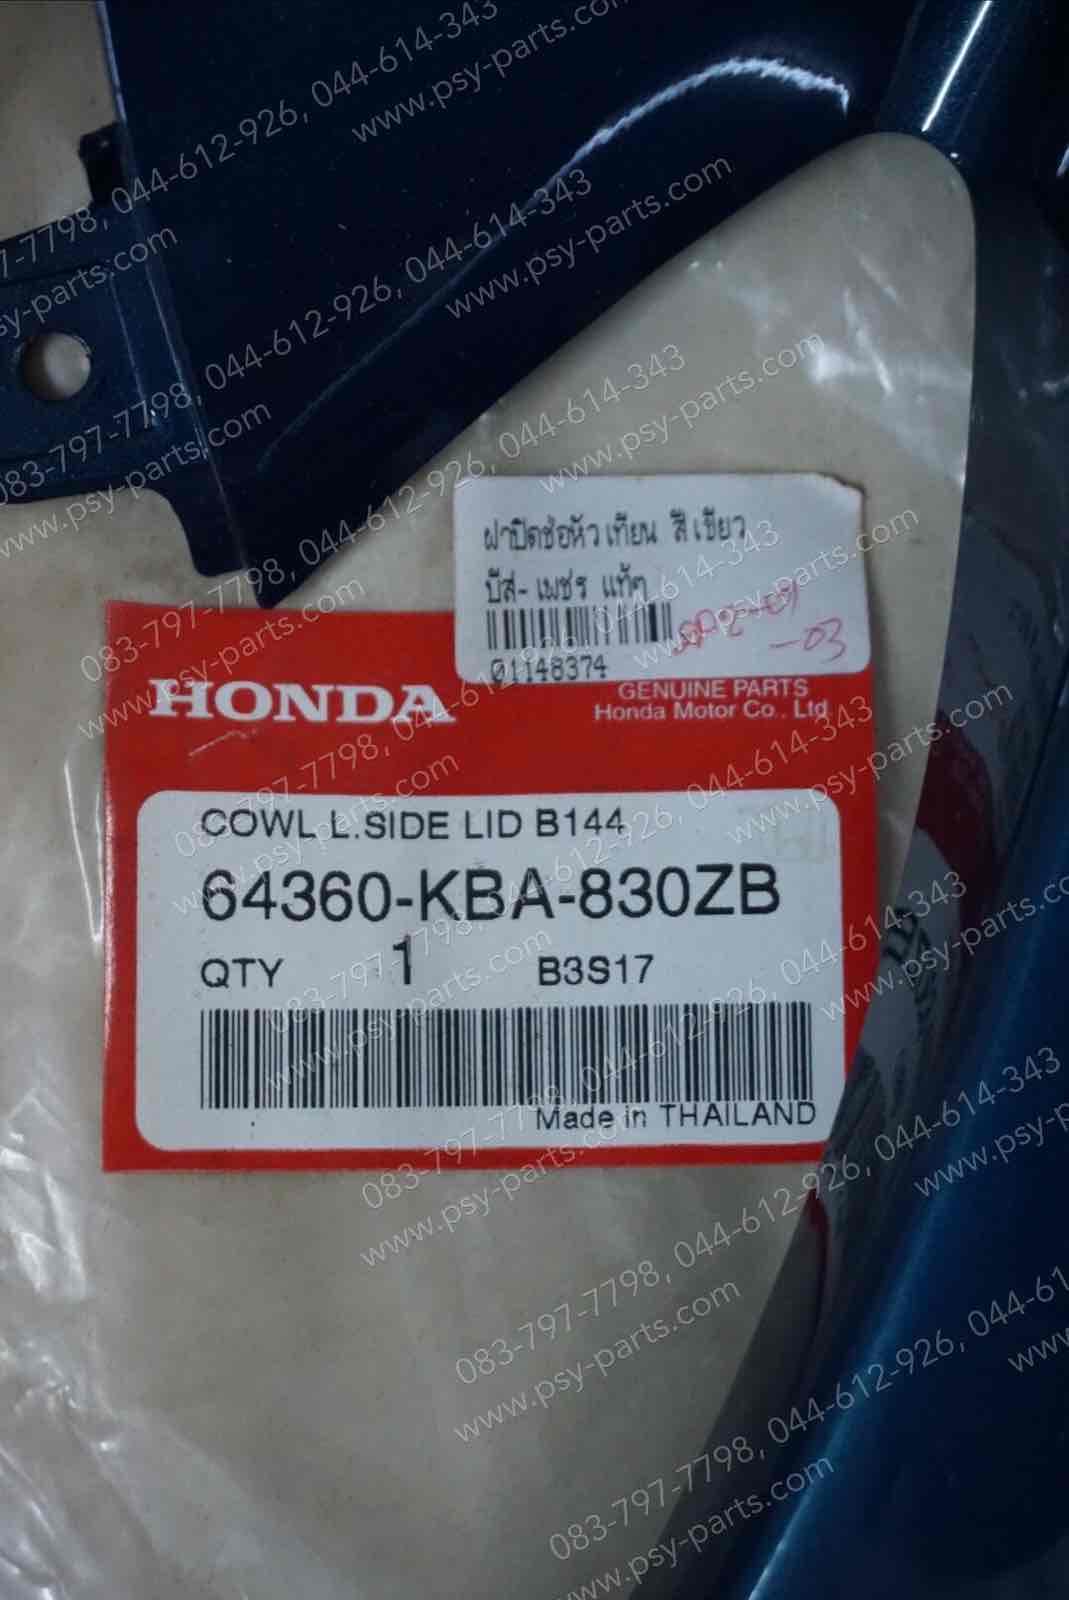 ฝาปิดช่อหัวเทียน สีเขียว
บีส์- เพชร แท้ๆ
01148374
-03
HONDA
GENUINE PARTS
Honda Motor Co., Ltd.
COWL,L.SIDE LID B144
64360-KBA-830ZB
QTY 1 B3S17
Made in THAILAND
083-797-7798, 044-612-926, 044-614-343
www.psy-parts.com